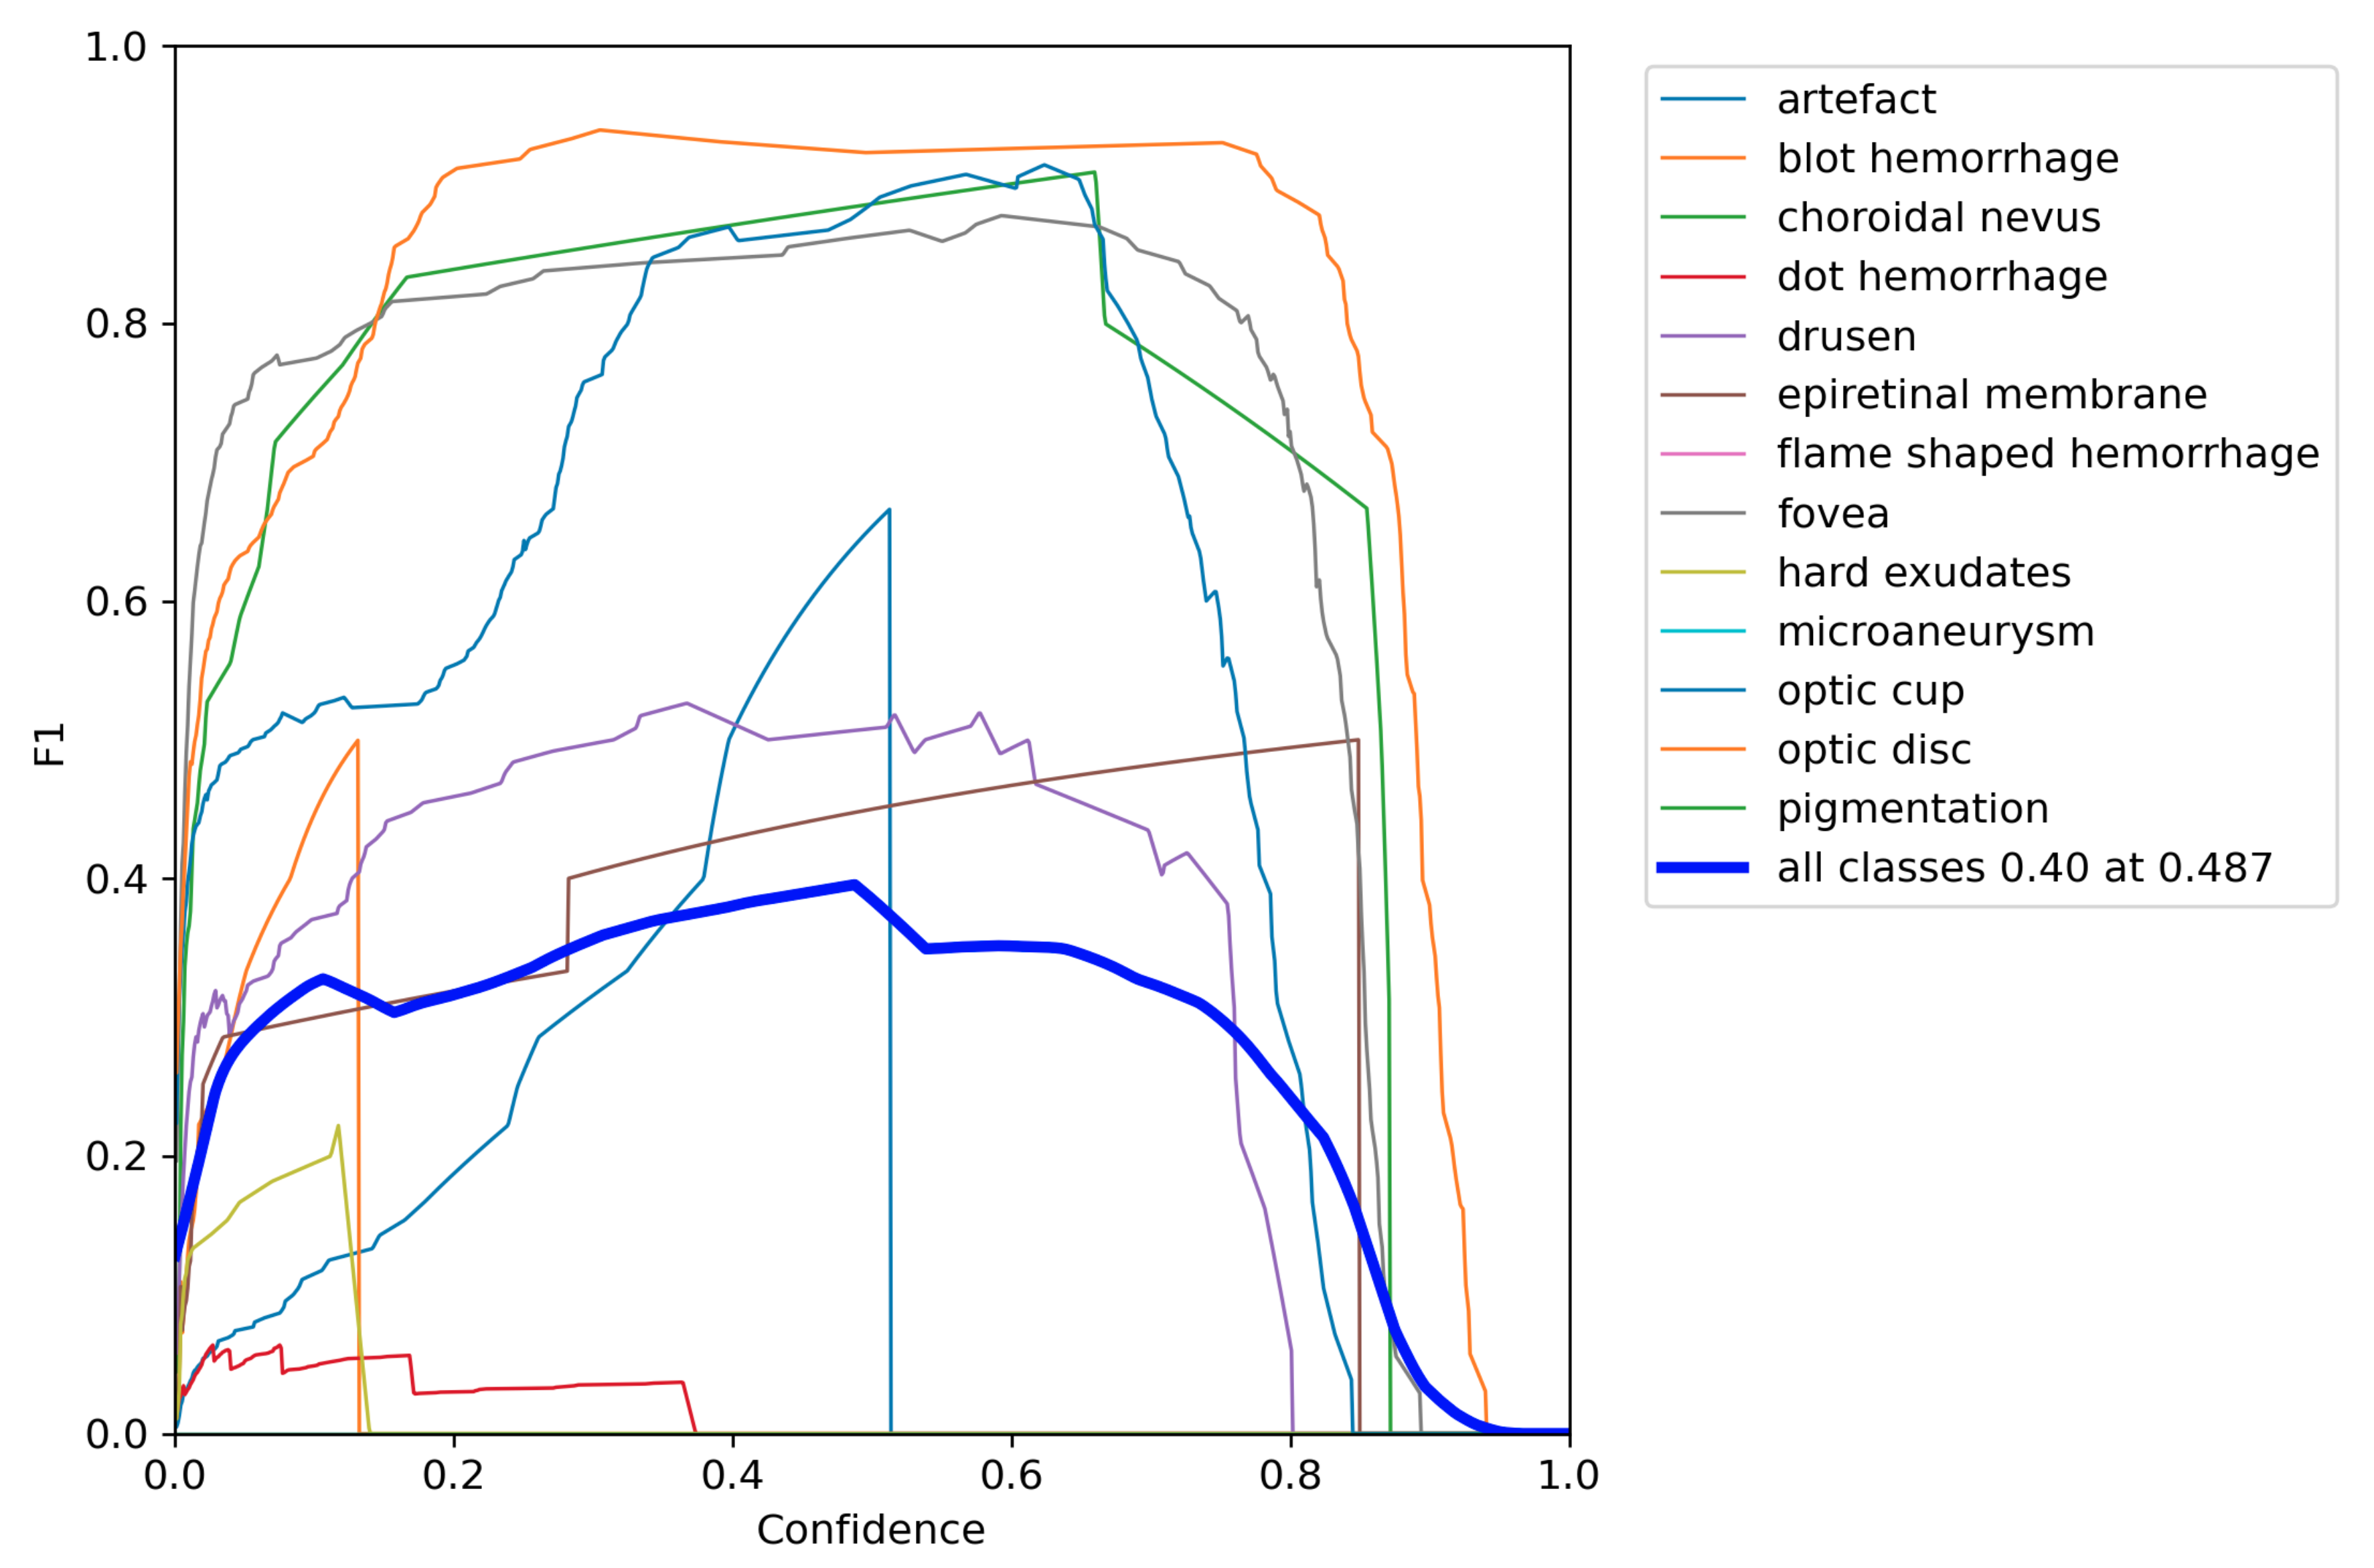 1.0
0.8
0.6
0.4
0.2
0.0
F1
0.0 0.2 0.4 0.6 0.8 1.0
Confidence
artefact
blot hemorrhage
choroidal nevus
dot hemorrhage
drusen
epiretinal membrane
flame shaped hemorrhage
fovea
hard exudates
microaneurysm
optic cup
optic disc
pigmentation
all classes 0.40 at 0.487